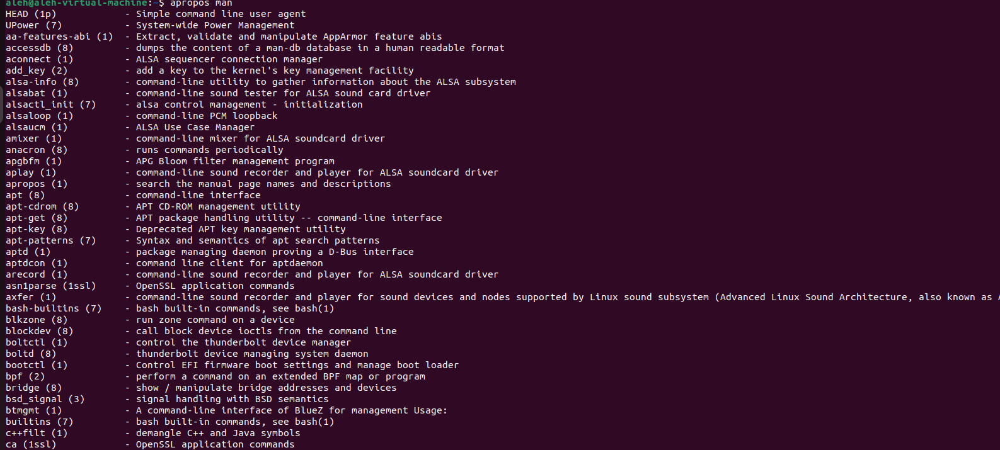 aleh@aleh-virtual-machine:~$ apropos man
HEAD (1p)            - Simple command line user agent
UPower (7)           - System-wide Power Management
aa-features-abi (1)  - Extract, validate and manipulate AppArmor feature abis
accessdb (8)         - dumps the content of a man-db database in a human readable format
aconnect (1)         - ALSA sequencer connection manager
add_key (2)          - add a key to the kernel's key management facility
alsa-info (8)        - command-line utility to gather information about the ALSA subsystem
alsabat (1)          - command-line sound tester for ALSA sound card driver
alsactl_init (7)     - alsa control management - initialization
alsaloop (1)         - command-line PCM loopback
alsaucm (1)          - ALSA Use Case Manager
amixer (1)           - command-line mixer for ALSA soundcard driver
anacron (8)          - runs commands periodically
apgbfm (1)           - APG Bloom filter management program
aplay (1)            - command-line sound recorder and player for ALSA soundcard driver
apropos (1)          - search the manual page names and descriptions
apt (8)              - command-line interface
apt-cdrom (8)        - APT CD-ROM management utility
apt-get (8)          - APT package handling utility -- command-line interface
apt-key (8)          - Deprecated APT key management utility
apt-patterns (7)     - Syntax and semantics of apt search patterns
aptd (1)             - package managing daemon proving a D-Bus interface
aptdcon (1)          - command line client for aptdaemon
arecord (1)          - command-line sound recorder and player for ALSA soundcard driver
asn1parse (1ssl)     - OpenSSL application commands
axfer (1)            - command-line sound recorder and player for sound devices and nodes supported by Linux sound subsystem (Advanced Linux Sound Architecture, also known as
bash-builtins (7)    - bash built-in commands, see bash(1)
blkzone (8)          - run zone command on a device
blockdev (8)         - call block device ioctls from the command line
boltctl (1)          - control the thunderbolt device manager
boltd (8)            - thunderbolt device managing system daemon
bootctl (1)          - Control EFI firmware boot settings and manage boot loader
bpf (2)              - perform a command on an extended BPF map or program
bridge (8)           - show / manipulate bridge addresses and devices
bsd_signal (3)       - signal handling with BSD semantics
btmgmt (1)           - A command-line interface of BlueZ for management Usage:
builtins (7)         - bash built-in commands, see bash(1)
c++filt (1)          - demangle C++ and Java symbols
ca (1ssl)            - OpenSSL application commands